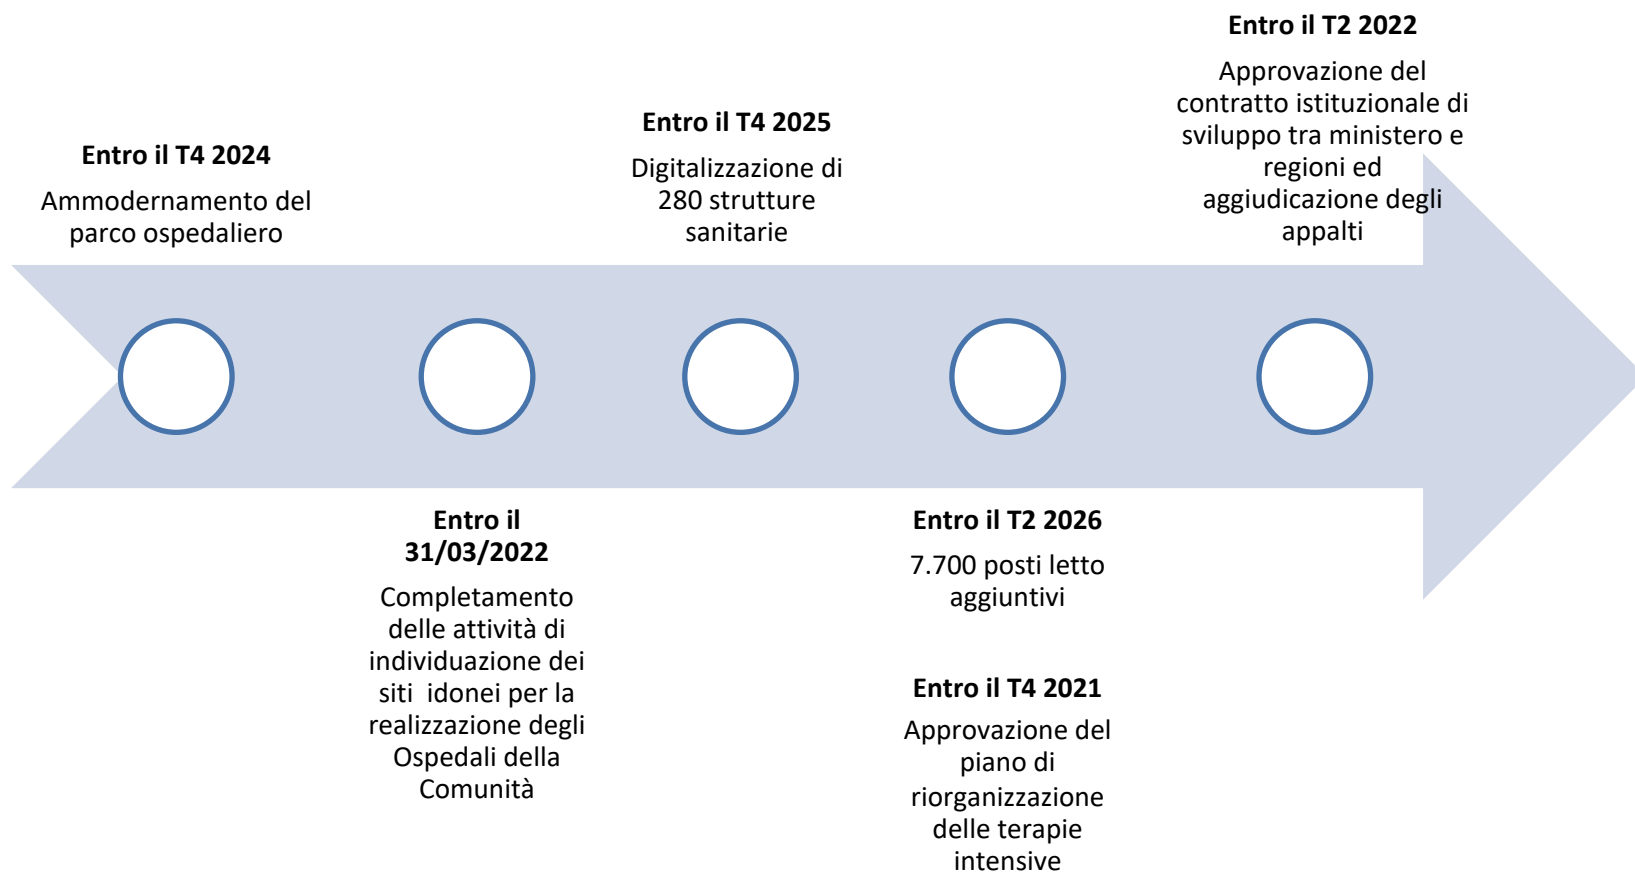 Entro il T4 2024
Ammodernamento del
parco ospedaliero
Entro il
31/03/2022
Completamento
delle attività di
individuazione dei
siti  idonei per la
realizzazione degli
Ospedali della
Comunità
Entro il T4 2025
Digitalizzazione di
280 strutture
sanitarie
Entro il T2 2026
7.700 posti letto
aggiuntivi
Entro il T4 2021
Approvazione del
piano di
riorganizzazione
delle terapie
intensive
Entro il T2 2022
Approvazione del
contratto istituzionale di
sviluppo tra ministero e
regioni ed
aggiudicazione degli
appalti